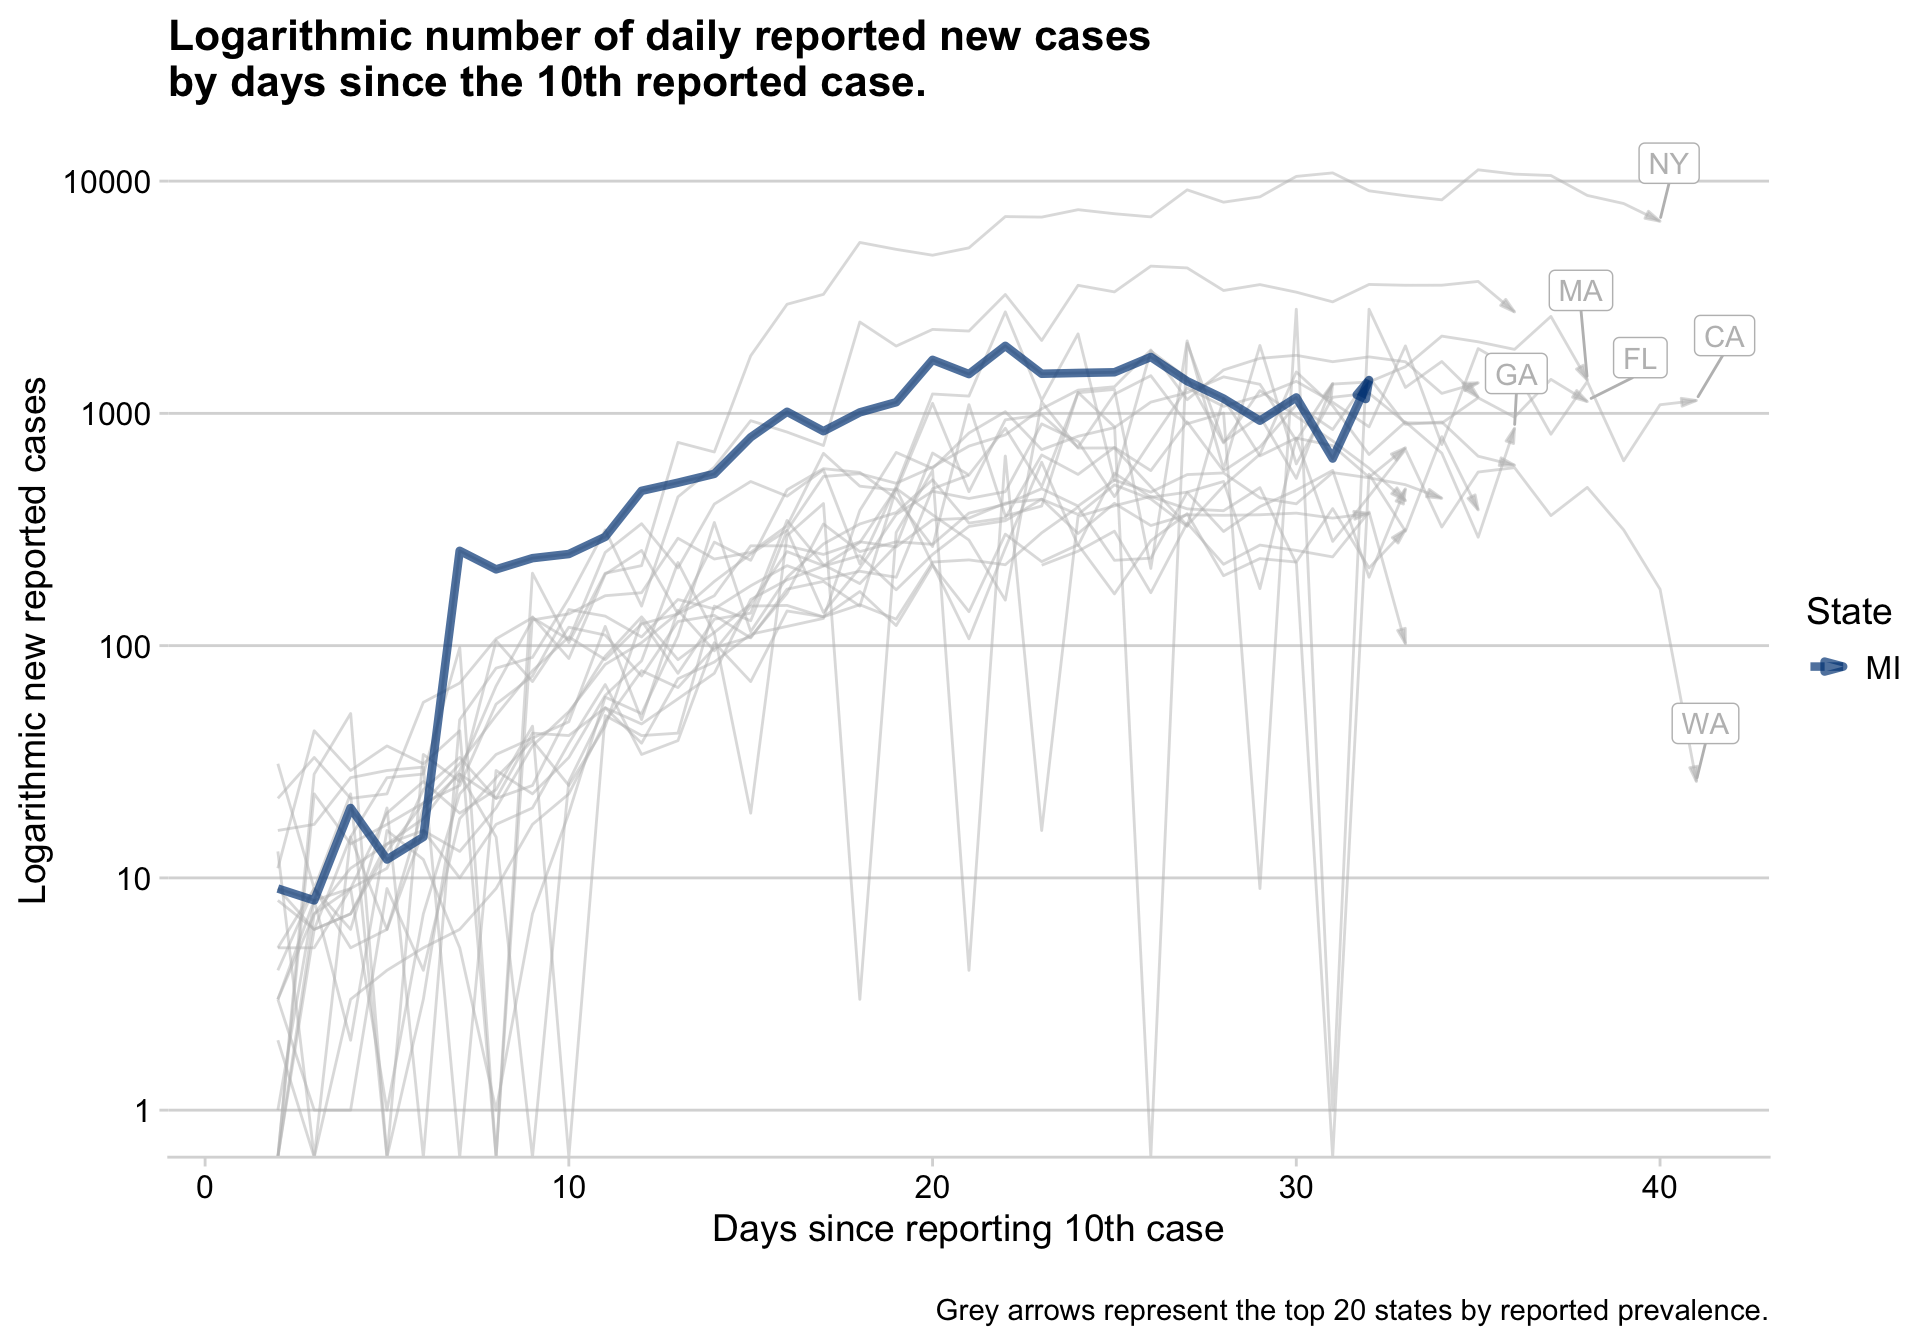 Logarithmic number of daily reported new cases
by days since the 10th reported case.
Logarithmic new reported cases
10000
1000
100
10
1
NY
MA
CA
FL
GA
WA
State
MI
0
10
20
30
40
Days since reporting 10th case
Grey arrows represent the top 20 states by reported prevalence.